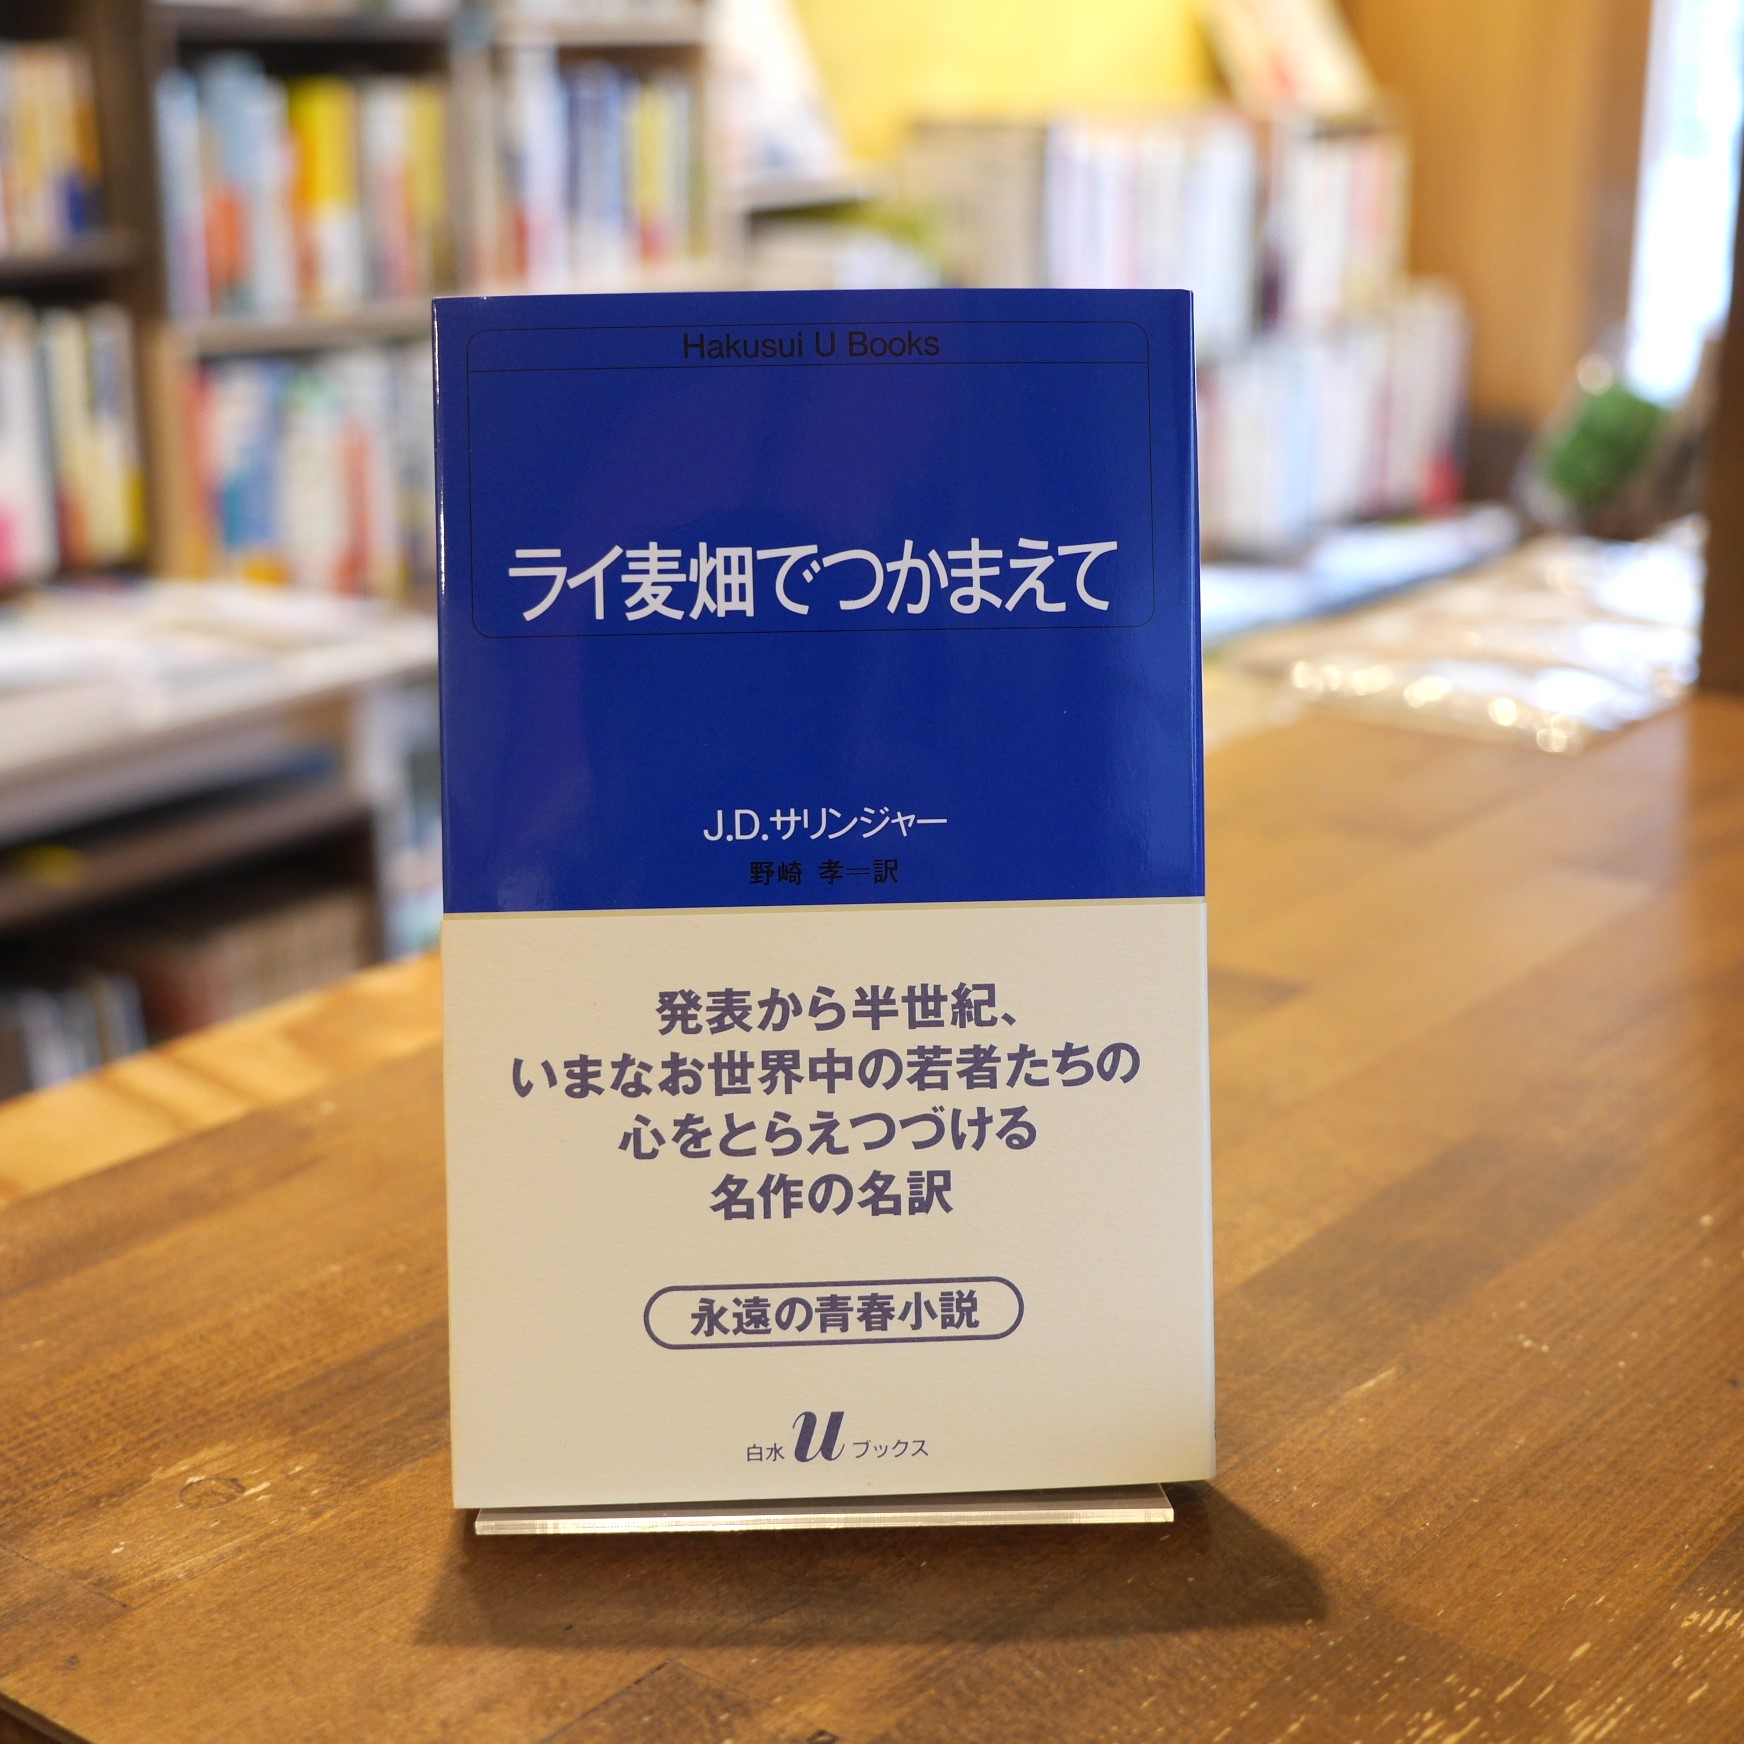 Hakusui U Books
ライ麦畑でつかまえて
J.D.サリンジャー
野崎 孝=訳
発表から半世紀、
いまなお世界中の若者たちの
心をとらえつづける
名作の名訳
永遠の青春小説
白水 u ブックス